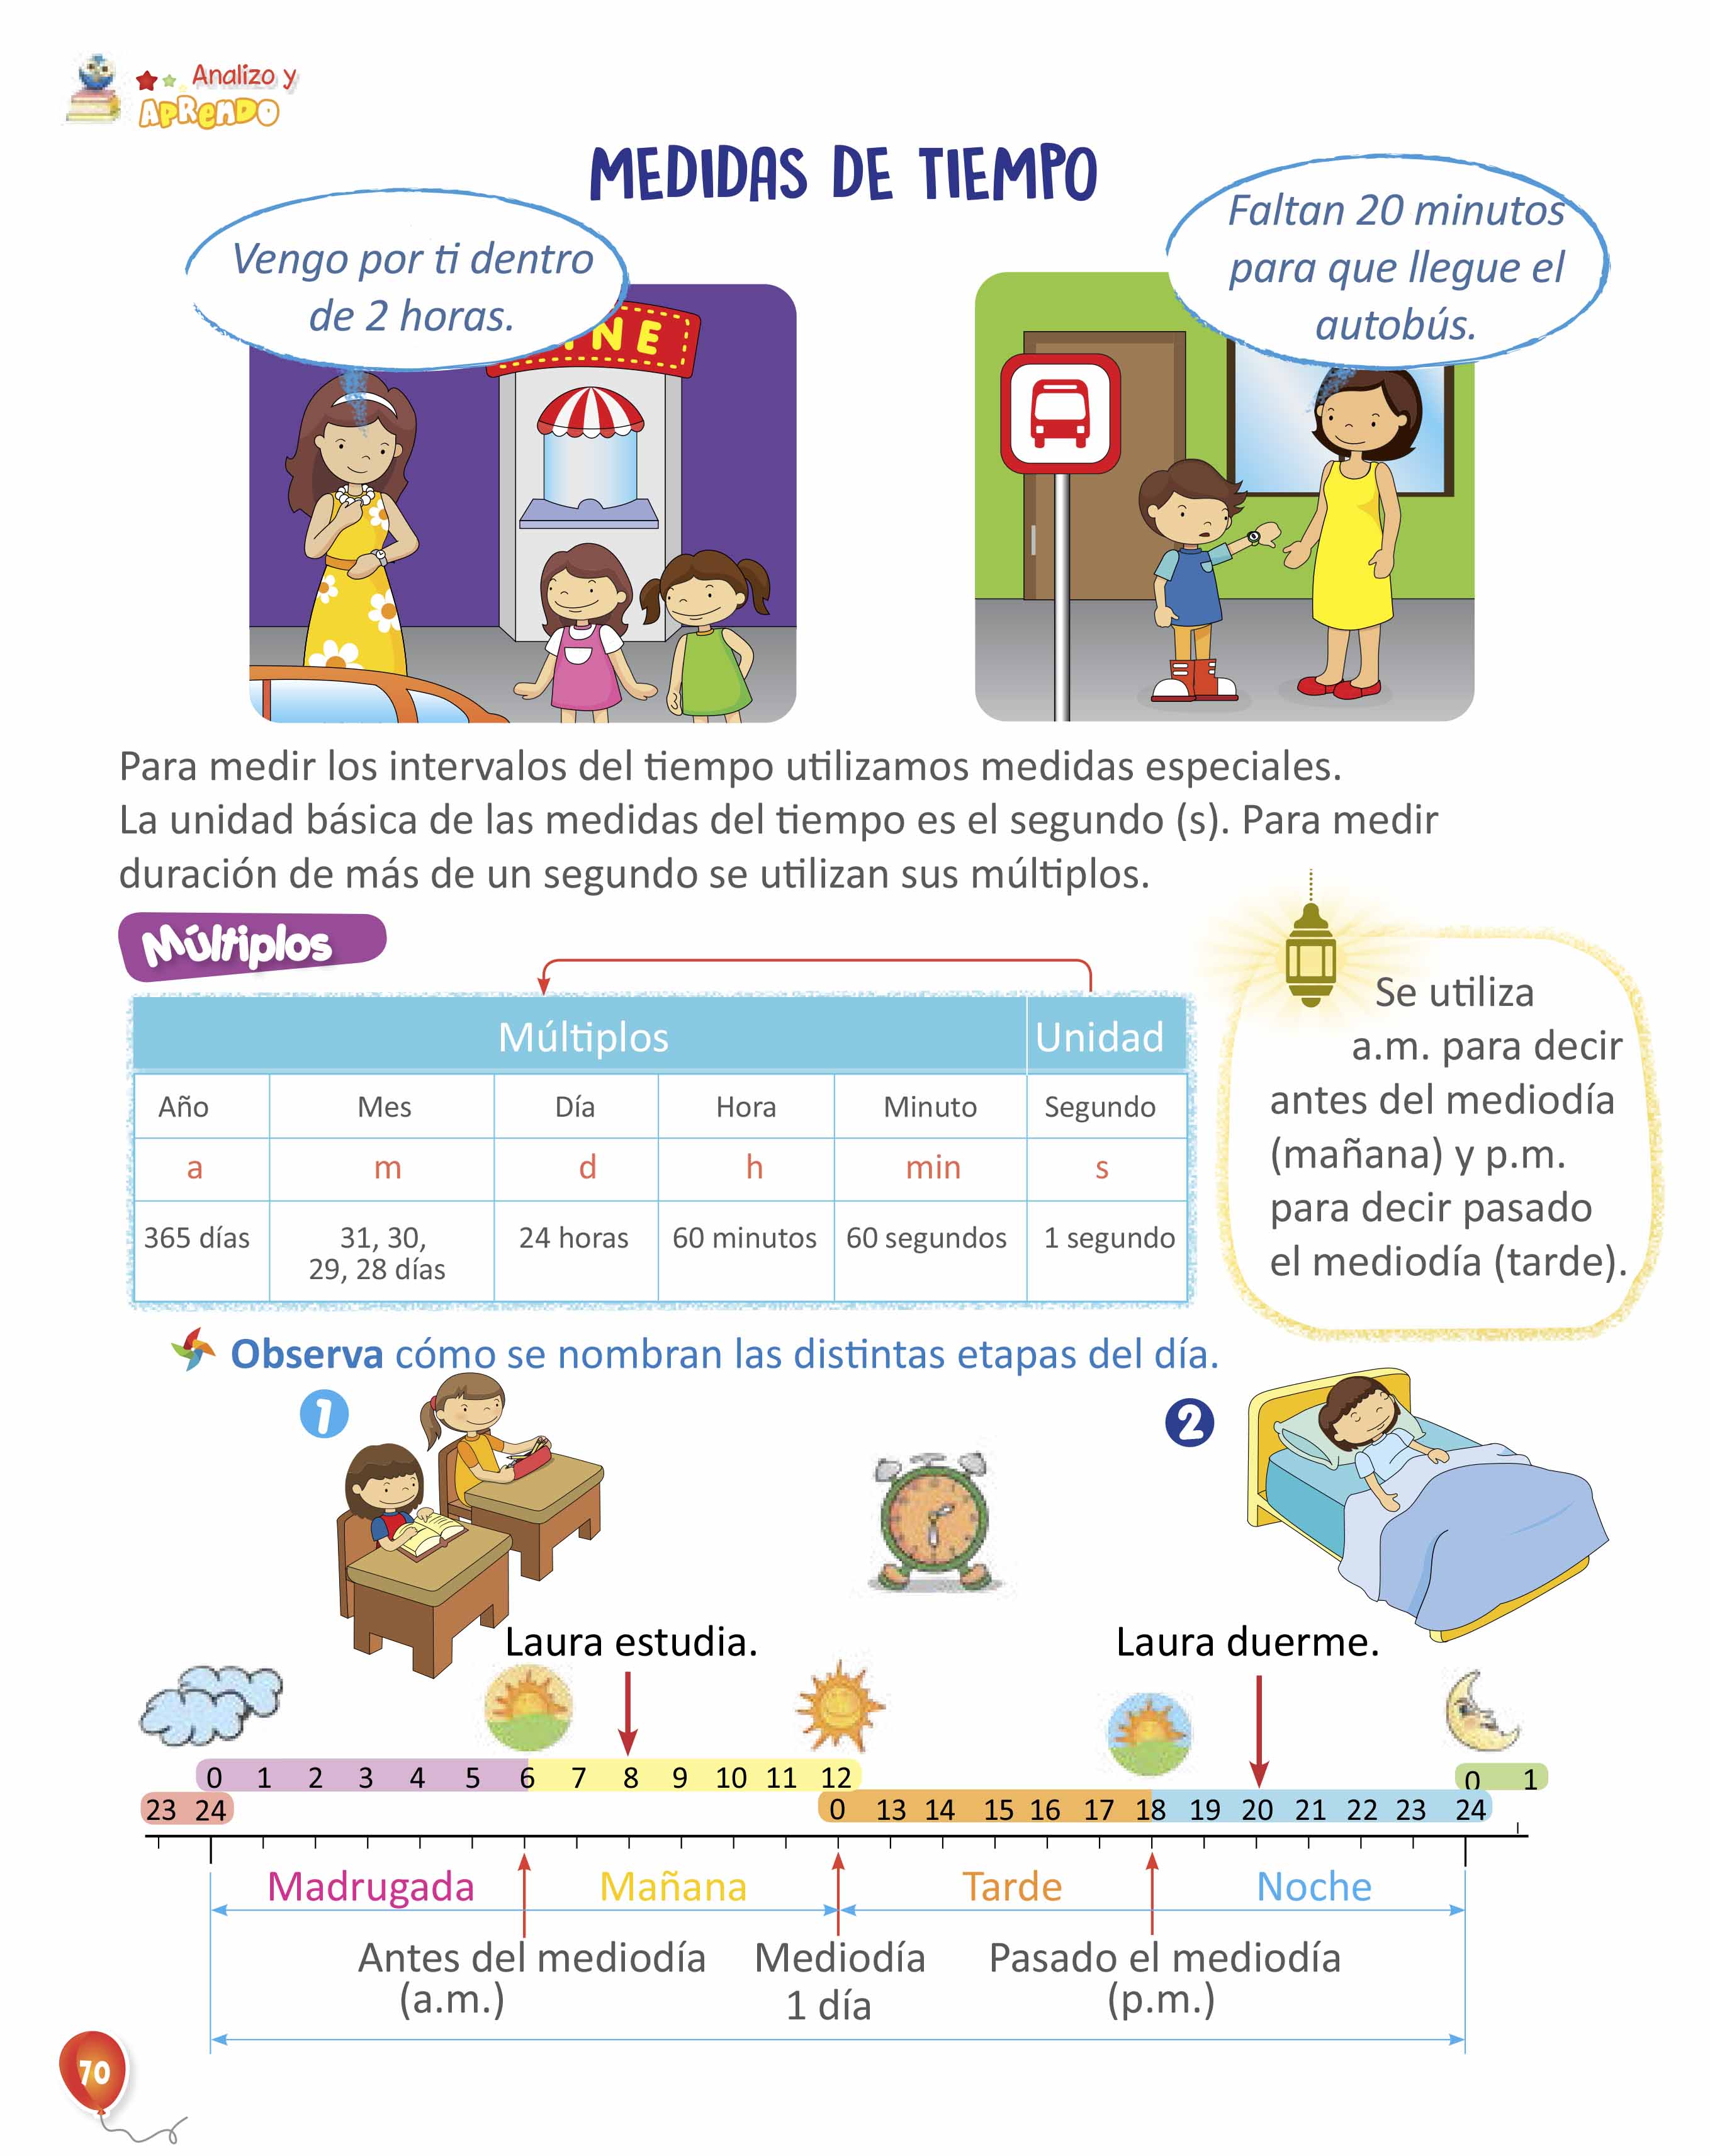 Analizo y
APRENDO
MEDIDAS DE TIEMPO
Vengo por ti dentro
de 2 horas.
Faltan 20 minutos
para que llegue el
autobús.
NE
Para medir los intervalos del tiempo utilizamos medidas especiales.
La unidad básica de las medidas del tiempo es el segundo (s). Para medir
duración de más de un segundo se utilizan sus múltiplos.
Múltiplos
Múltiplos Unidad
Año Mes Día Hora Minuto Segundo
a m d h min s
365 días 31, 30, 24 horas 60 minutos 60 segundos 1 segundo
29, 28 días
Se utiliza
a.m. para decir
antes del mediodía
(mañana) y p.m.
para decir pasado
el mediodía (tarde).
Observa cómo se nombran las distintas etapas del día.
1
2
Laura estudia.
Laura duerme.
0 1 2 3 4 5 6 7 8 9 10 11 12 0 1
23 24 0 13 14 15 16 17 18 19 20 21 22 23 24
Madrugada Mañana Tarde Noche
Antes del mediodía Mediodía Pasado el mediodía
(a.m.) 1 día (p.m.)
70